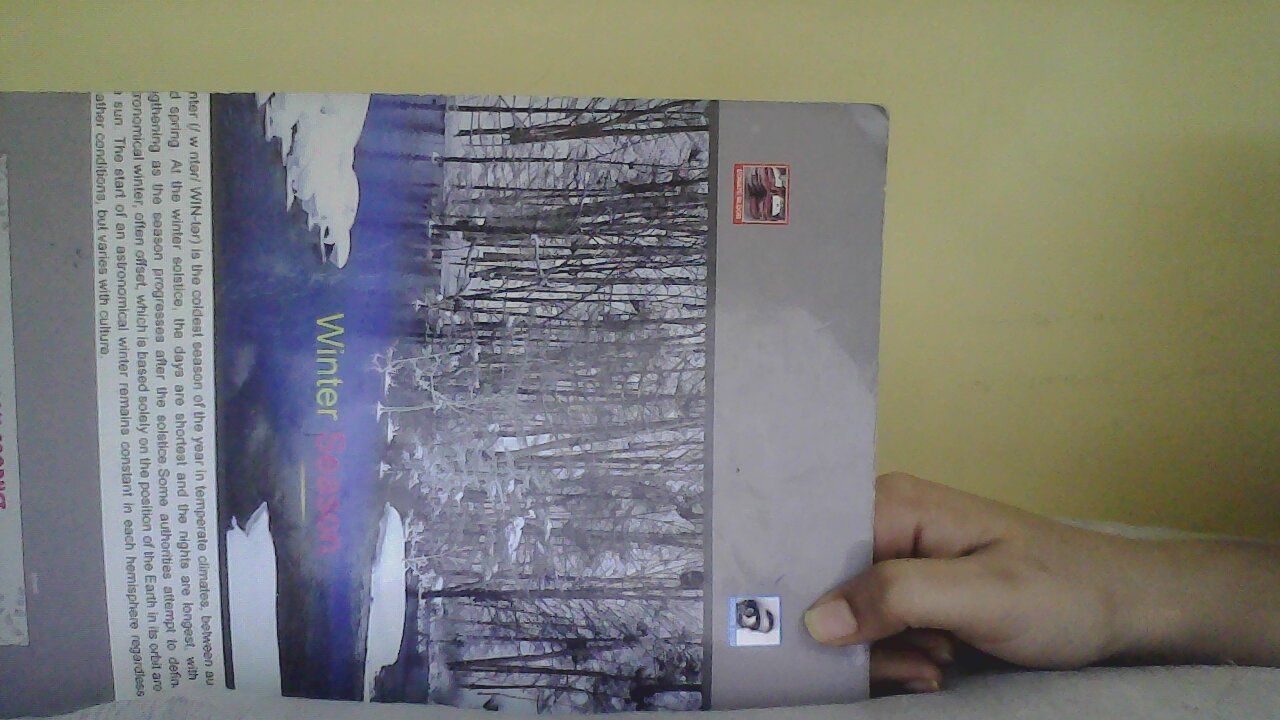 Winter Season
nter (/ˈwɪntər/ WIN-tər) is the coldest season of the year in temperate climates, between au
d spring. At the winter solstice, the days are shortest and the nights are longest, with
gthening as the season progresses after the solstice.Some authorities attempt to defin
ronomical winter, often offset, which is based solely on the position of the Earth in its orbit are
sun. The start of an astronomical winter remains constant in each hemisphere regardless
ather conditions, but varies with culture.